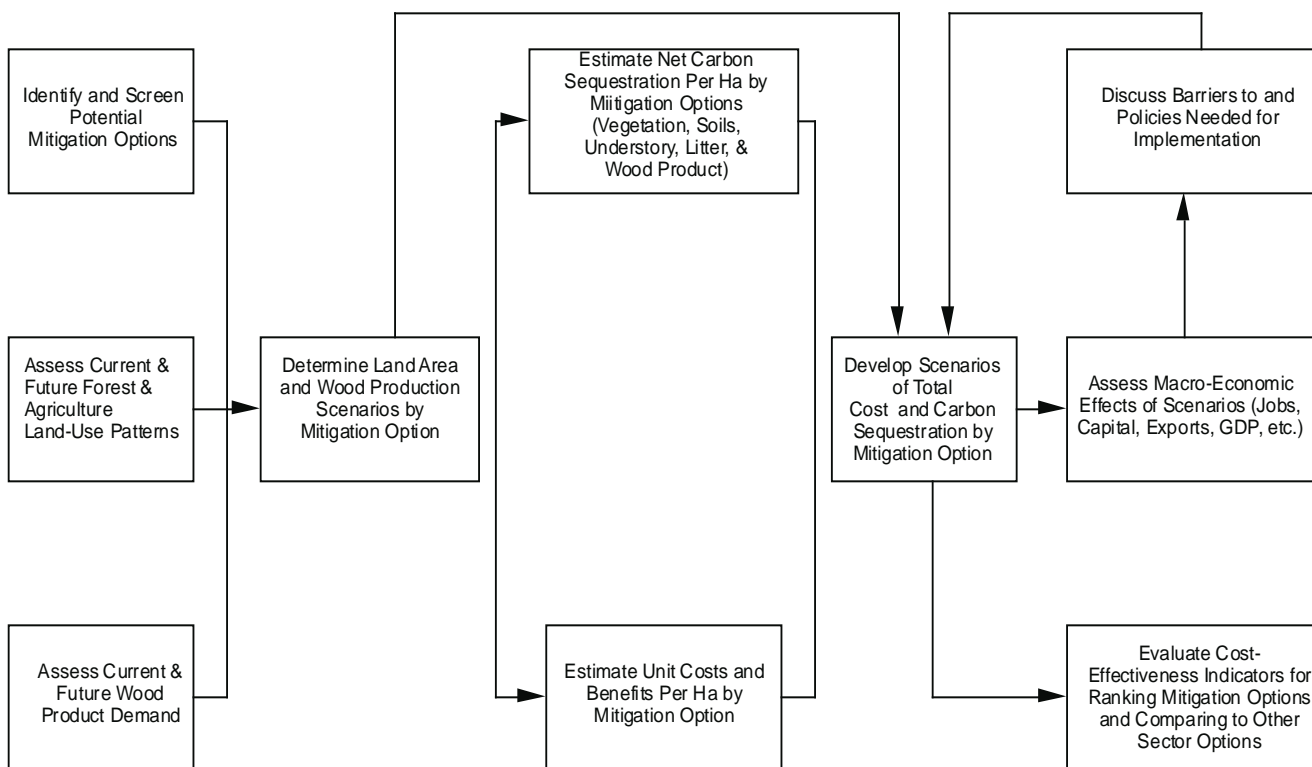 Identify and Screen
Potential
Mitigation Options
Assess Current &
Future Forest &
Agriculture
Land-Use Patterns
Assess Current &
Future Wood
Product Demand
Determine Land Area
and Wood Production
Scenarios by
Mitigation Option
Estimate Net Carbon
Sequestration Per Ha by
Miitigation Options
(Vegetation, Soils,
Understory, Litter, &
Wood Product)
Estimate Unit Costs and
Benefits Per Ha by
Mitigation Option
Develop Scenarios
of Total
Cost and Carbon
Sequestration by
Mitigation Option
Discuss Barriers to and
Policies Needed for
Implementation
Assess Macro-Economic
Effects of Scenarios (Jobs,
Capital, Exports, GDP, etc.)
Evaluate Cost-
Effectiveness Indicators for
Ranking Mitigation Options
and Comparing to Other
Sector Options